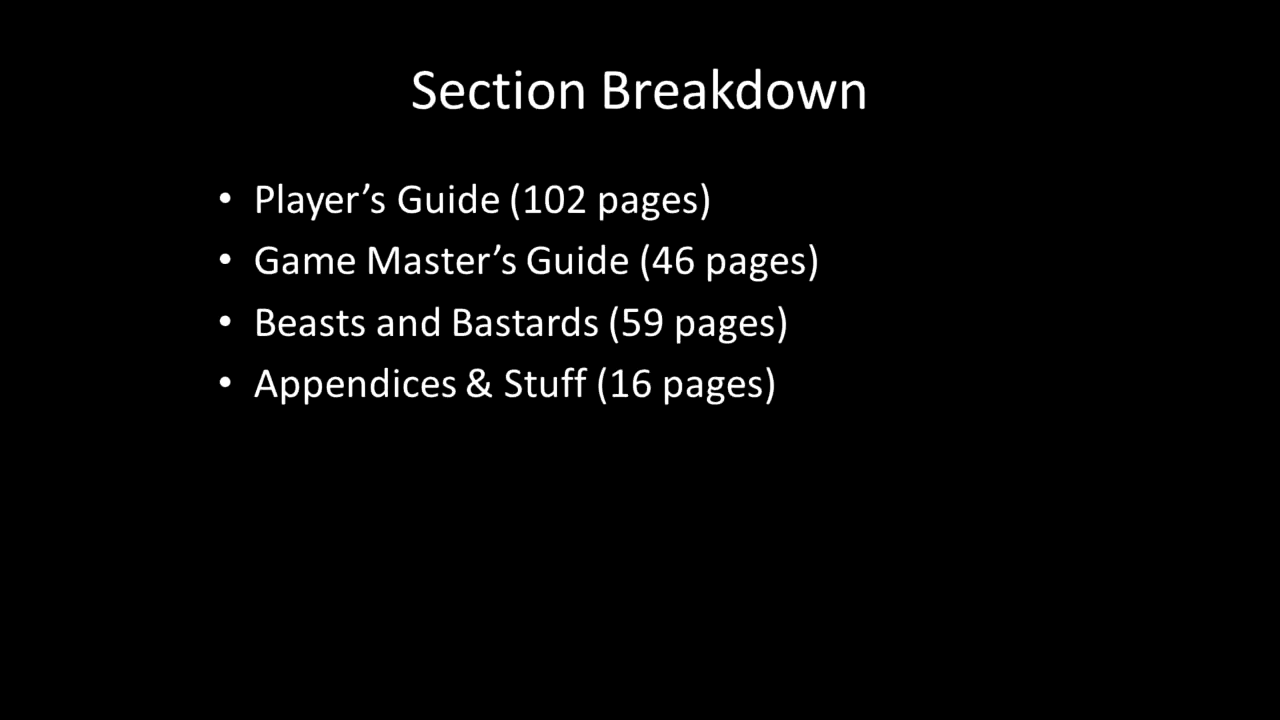 Section Breakdown
• Player’s Guide (102 pages)
• Game Master’s Guide (46 pages)
• Beasts and Bastards (59 pages)
• Appendices & Stuff (16 pages)